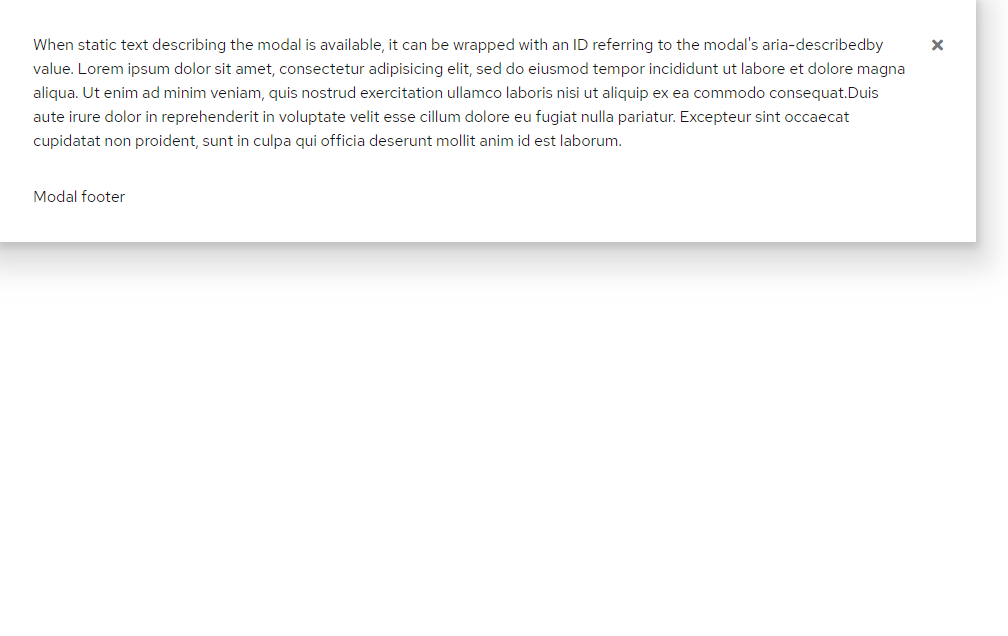 When static text describing the modal is available, it can be wrapped with an ID referring to the modal's aria-describedby
value. Lorem ipsum dolor sit amet, consectetur adipisicing elit, sed do eiusmod tempor incididunt ut labore et dolore magna
aliqua. Ut enim ad minim veniam, quis nostrud exercitation ullamco laboris nisi ut aliquip ex ea commodo consequat.Duis
aute irure dolor in reprehenderit in voluptate velit esse cillum dolore eu fugiat nulla pariatur. Excepteur sint occaecat
cupidatat non proident, sunt in culpa qui officia deserunt mollit anim id est laborum.
Modal footer